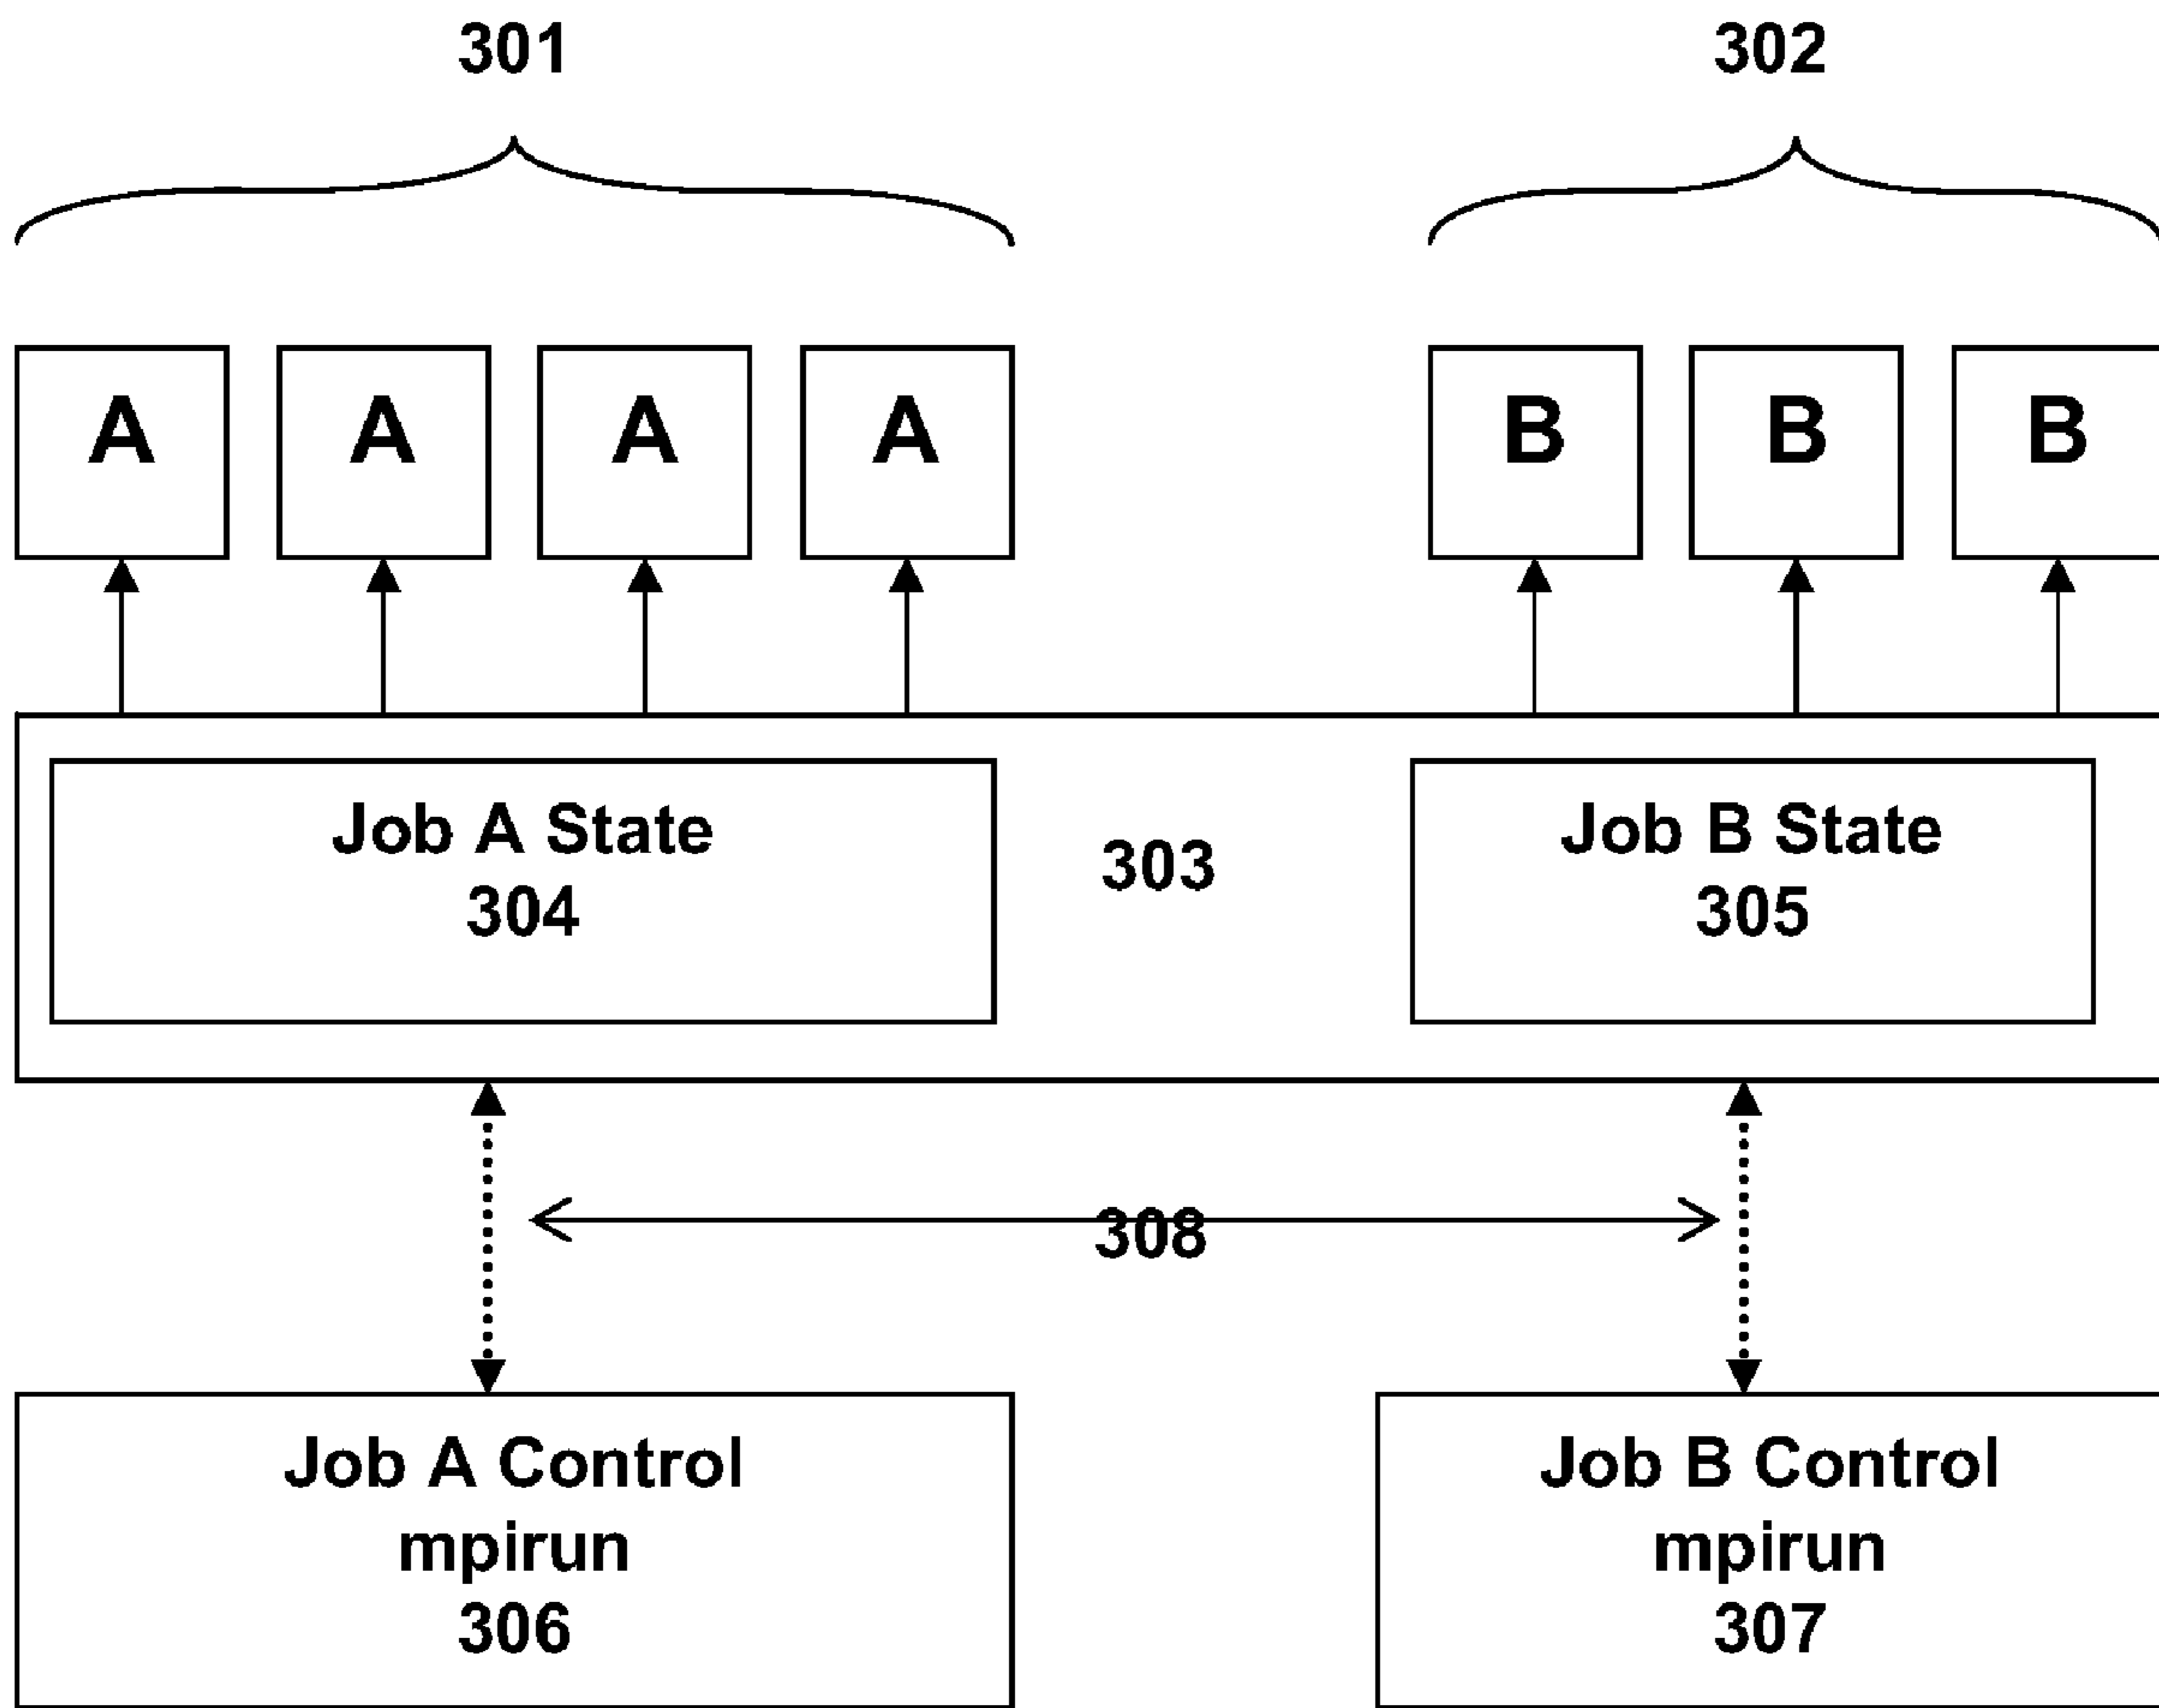 301
302
A A A A
B B B
Job A State
304
303
Job B State
305
308
Job A Control
mpirun
306
Job B Control
mpirun
307